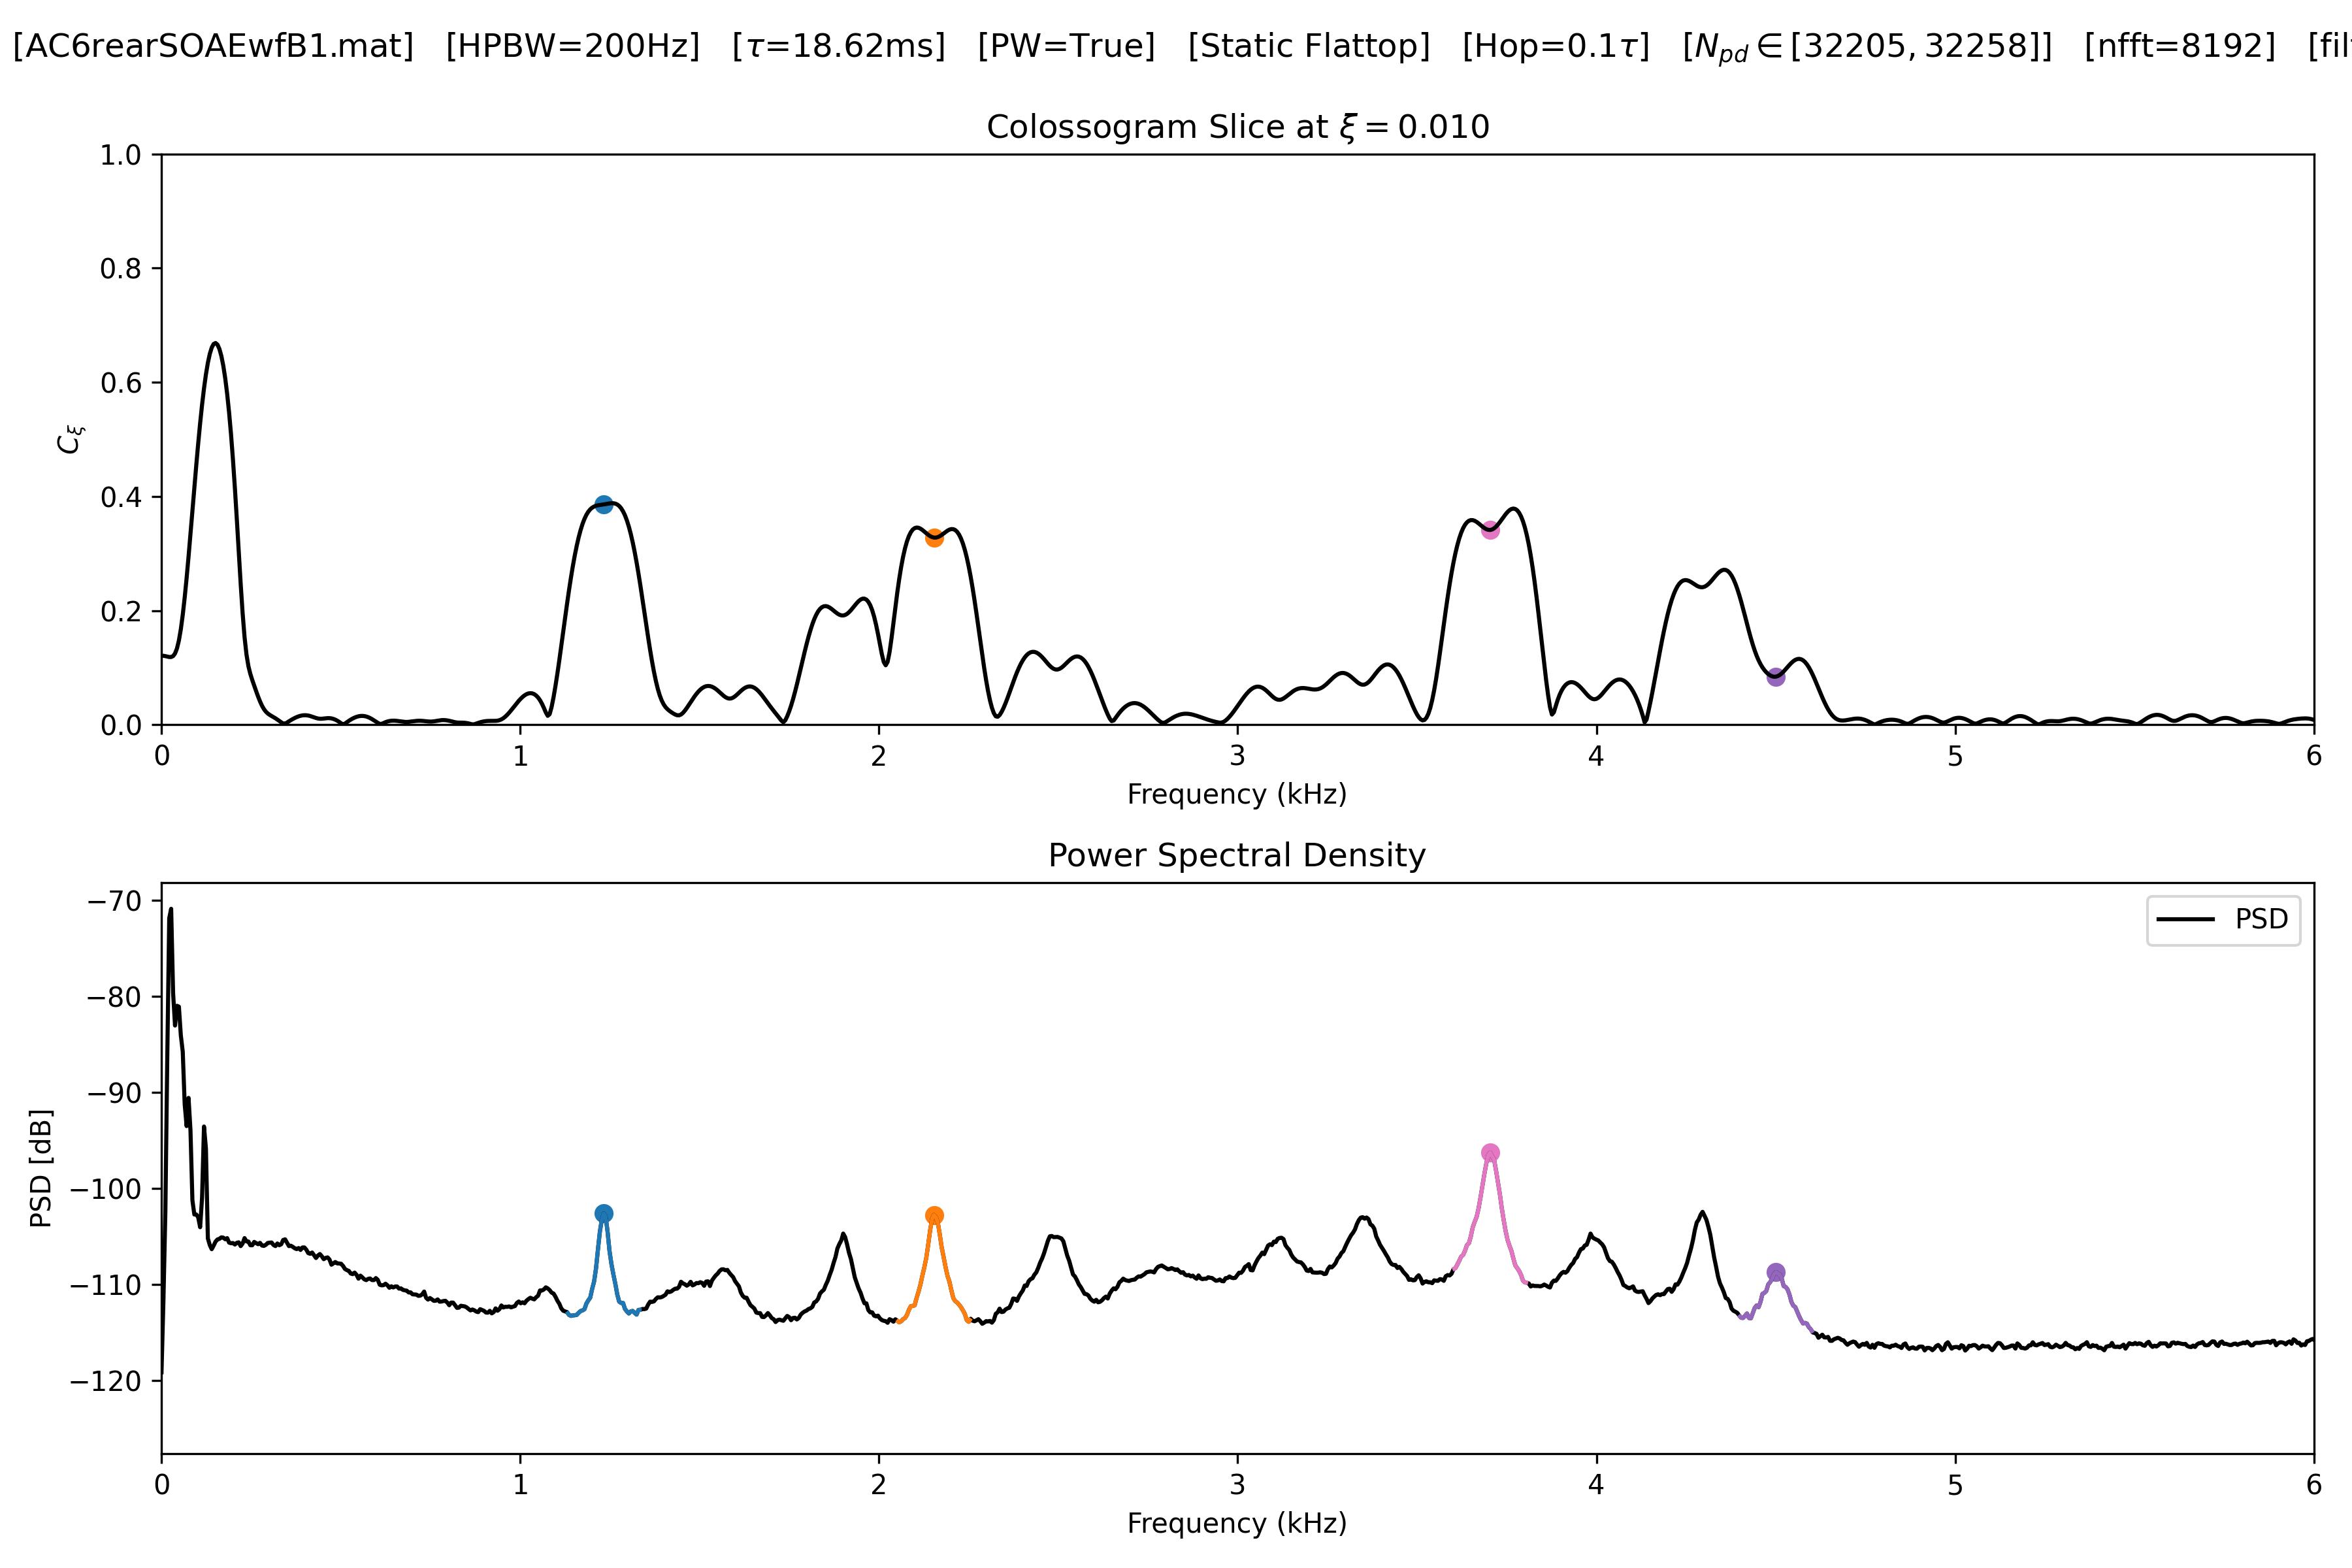 [AC6rearSOAEwfB1.mat]   [HPBW=200Hz]   [τ=18.62ms]   [PW=True]   [Static Flattop]   [Hop=0.1τ]   [N_pd ∈ [32205, 32258]]   [nfft=8192]
Colossogram Slice at ξ = 0.010
1.0
0.8
0.6
0.4
0.2
0.0
C_ξ
0 1 2 3 4 5 6
Frequency (kHz)
Power Spectral Density
PSD
−70
−80
−90
−100
−110
−120
PSD [dB]
0 1 2 3 4 5 6
Frequency (kHz)